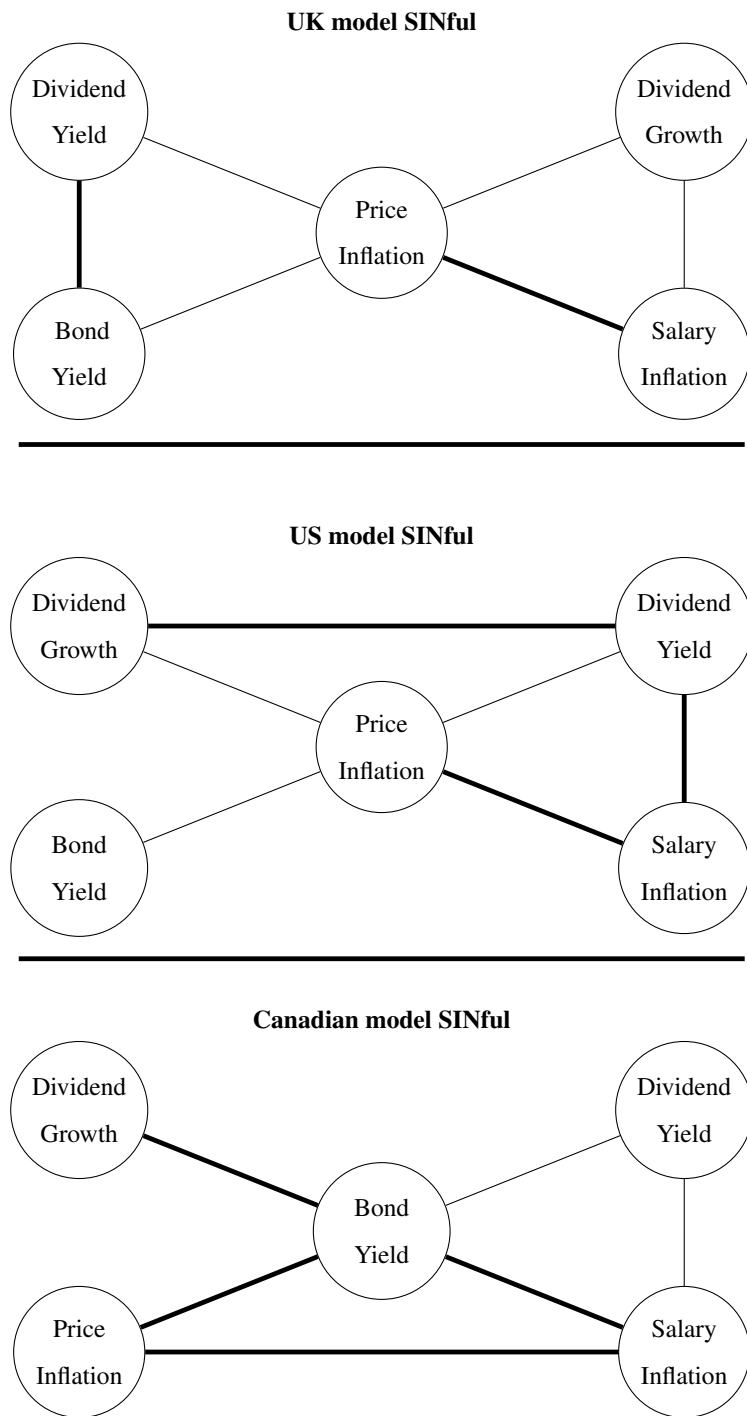 UK model SINful
Dividend
Yield
Dividend
Growth
Price
Inflation
Bond
Yield
Salary
Inflation
US model SINful
Dividend
Growth
Dividend
Yield
Price
Inflation
Bond
Yield
Salary
Inflation
Canadian model SINful
Dividend
Growth
Dividend
Yield
Bond
Yield
Price
Inflation
Salary
Inflation